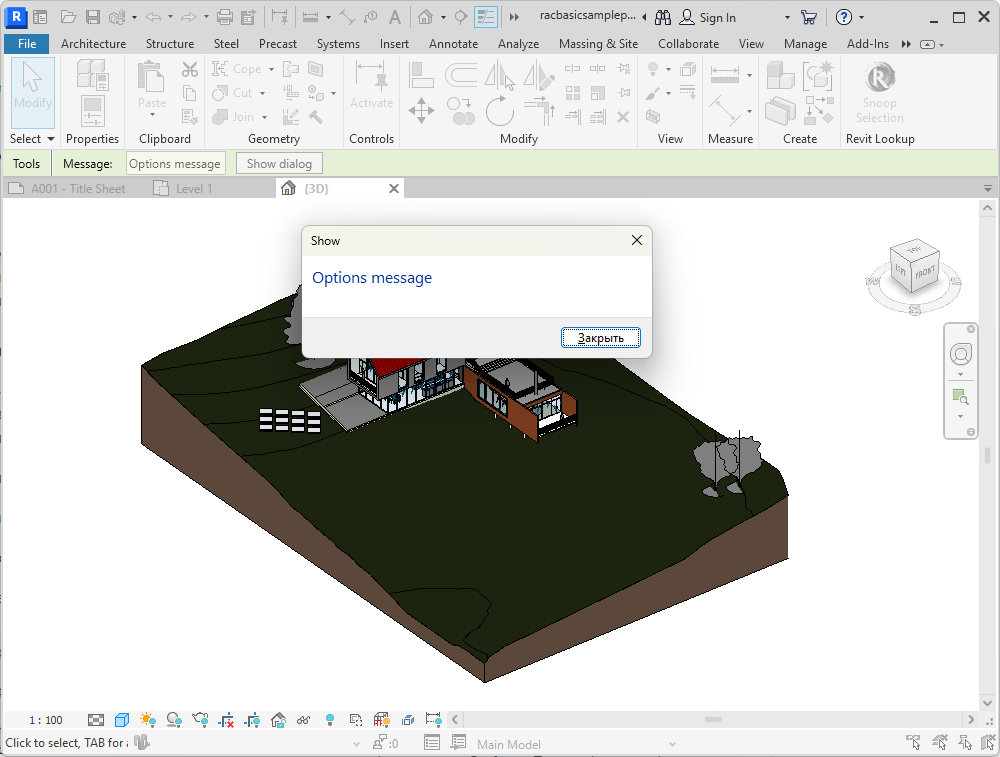 R racbasicsamplep... Sign In
File Architecture Structure Steel Precast Systems Insert Annotate Analyze Massing & Site Collaborate View Manage Add-Ins
Modify Paste Cope Cut Join Activate Snoop Selection
Select Properties Clipboard Geometry Controls Modify View Measure Create Revit Lookup
Tools Message: Options message Show dialog
A001 - Title Sheet Level 1 (3D)
Show
Options message
Закрыть
TOP
LEFT FRONT
1 : 100
Click to select, TAB for a :0 Main Model